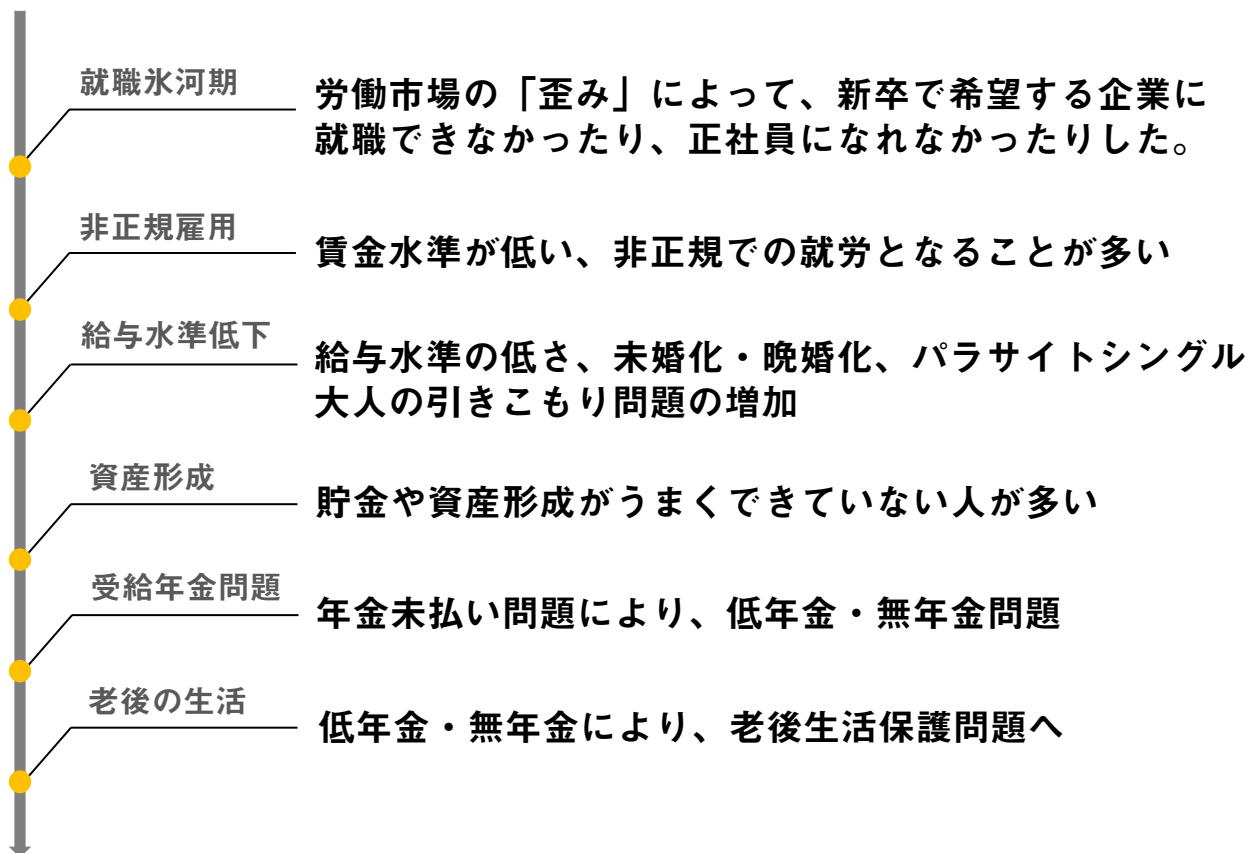 就職氷河期
労働市場の「歪み」によって、新卒で希望する企業に
就職できなかったり、正社員になれなかったりした。
非正規雇用
賃金水準が低い、非正規での就労となることが多い
給与水準低下
給与水準の低さ、未婚化・晩婚化、パラサイトシングル
大人の引きこもり問題の増加
資産形成
貯金や資産形成がうまくできていない人が多い
受給年金問題
年金未払い問題により、低年金・無年金問題
老後の生活
低年金・無年金により、老後生活保護問題へ